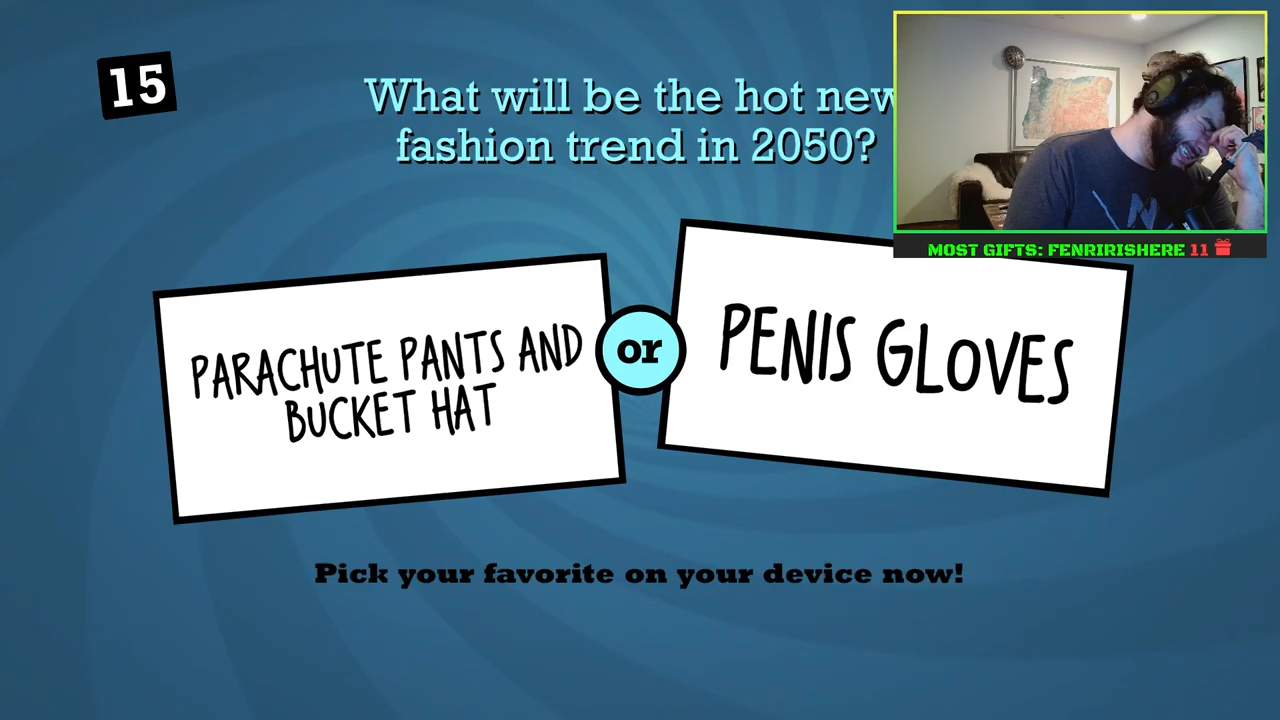 15
What will be the hot new
fashion trend in 2050?
MOST GIFTS: FENRIRISHERE 11
PARACHUTE PANTS AND
BUCKET HAT
or
PENIS GLOVES
Pick your favorite on your device now!